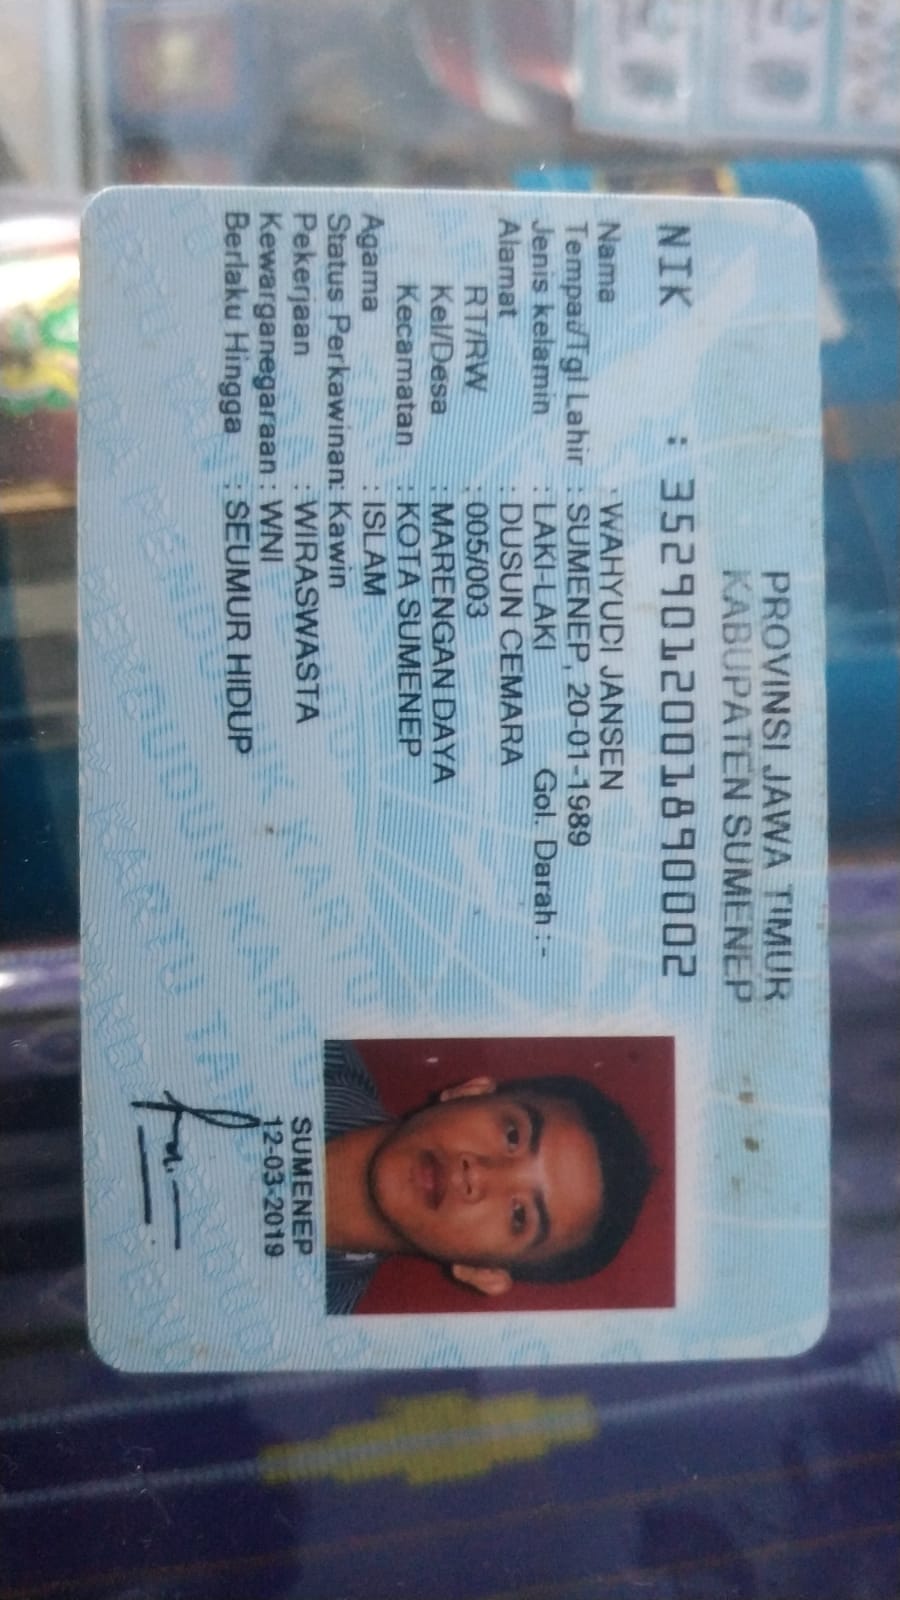 PROVINSI JAWA TIMUR
KABUPATEN SUMENEP
NIK : 3529012001890002
Nama : WAHYUDI JANSEN
Tempat/Tgl Lahir : SUMENEP, 20-01-1989
Jenis kelamin : LAKI-LAKI Gol. Darah :-
Alamat : DUSUN CEMARA
RT/RW : 005/003
Kel/Desa : MARENGAN DAYA
Kecamatan : KOTA SUMENEP
Agama : ISLAM
Status Perkawinan: Kawin
Pekerjaan : WIRASWASTA
Kewarganegaraan : WNI
Berlaku Hingga : SEUMUR HIDUP
SUMENEP
12-03-2019